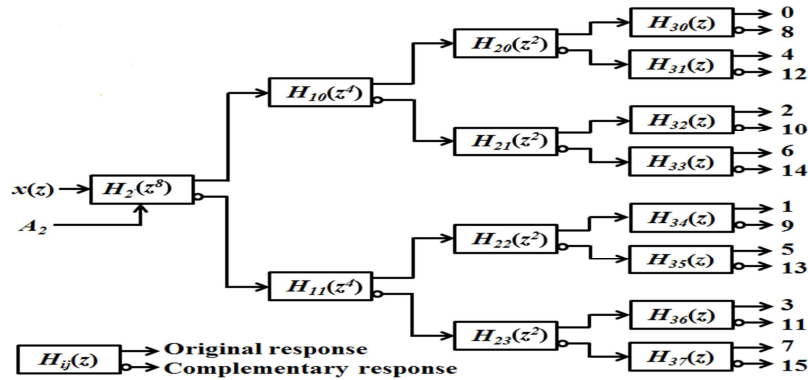 x(z)
A₂
H₂(z⁸)
H₁₀(z⁴)
H₁₁(z⁴)
H₂₀(z²)
H₂₁(z²)
H₂₂(z²)
H₂₃(z²)
H₃₀(z)
0
8
H₃₁(z)
4
12
H₃₂(z)
2
10
H₃₃(z)
6
14
H₃₄(z)
1
9
H₃₅(z)
5
13
H₃₆(z)
3
11
H₃₇(z)
7
15
Hᵢⱼ(z)
Original response
Complementary response